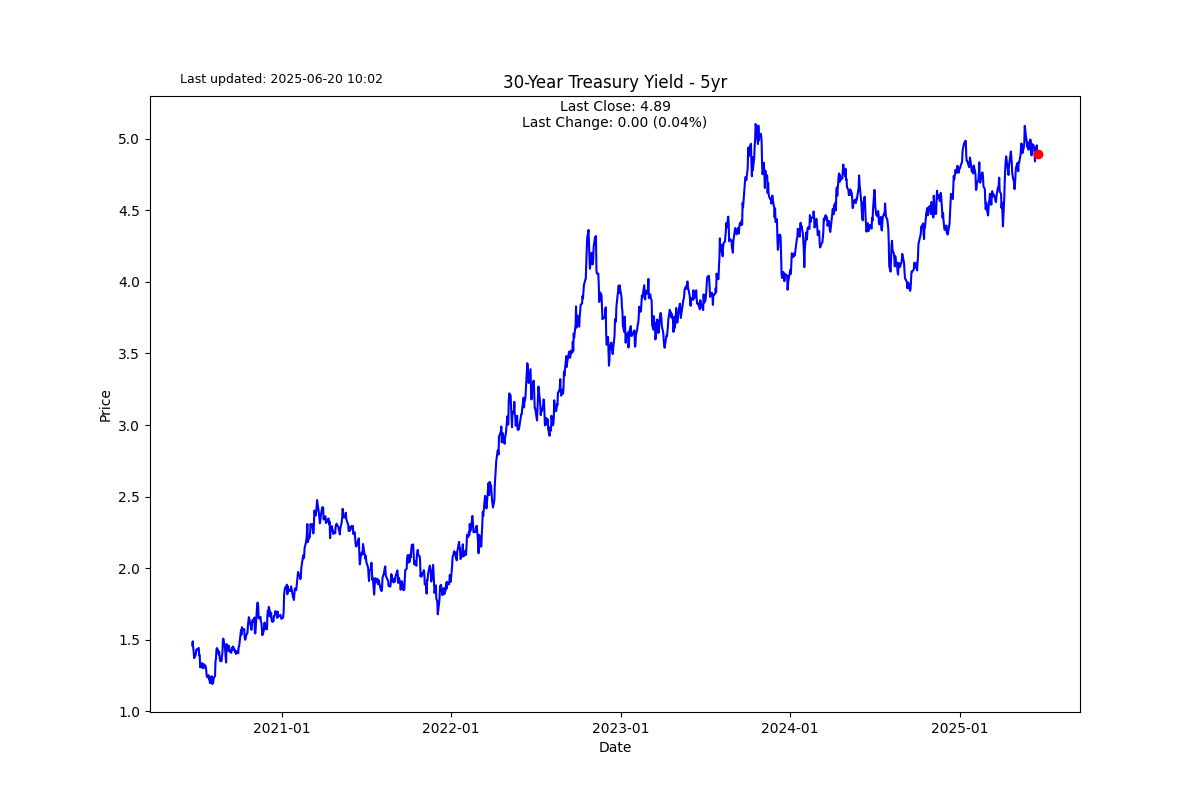 Last updated: 2025-06-20 10:02
30-Year Treasury Yield - 5yr
Last Close: 4.89
Last Change: 0.00 (0.04%)
5.0
4.5
4.0
3.5
3.0
2.5
2.0
1.5
1.0
Price
2021-01
2022-01
2023-01
2024-01
2025-01
Date